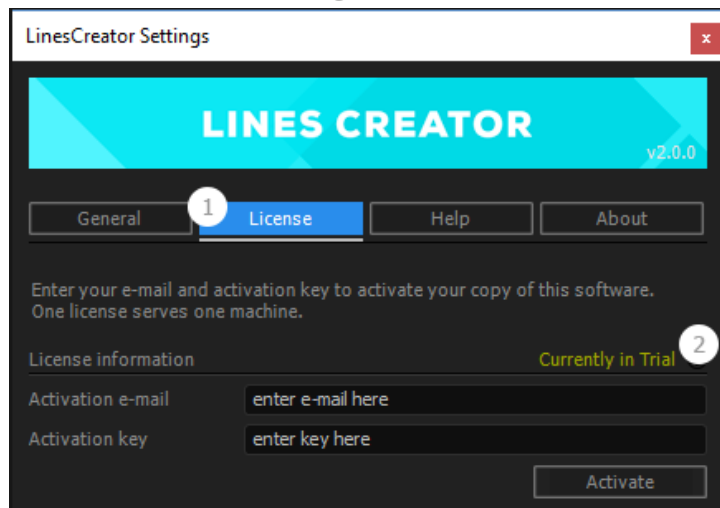 LinesCreator Settings
x
LINES CREATOR
v2.0.0
General 1 License Help About
Enter your e-mail and activation key to activate your copy of this software.
One license serves one machine.
License information Currently in Trial 2
Activation e-mail enter e-mail here
Activation key enter key here
Activate